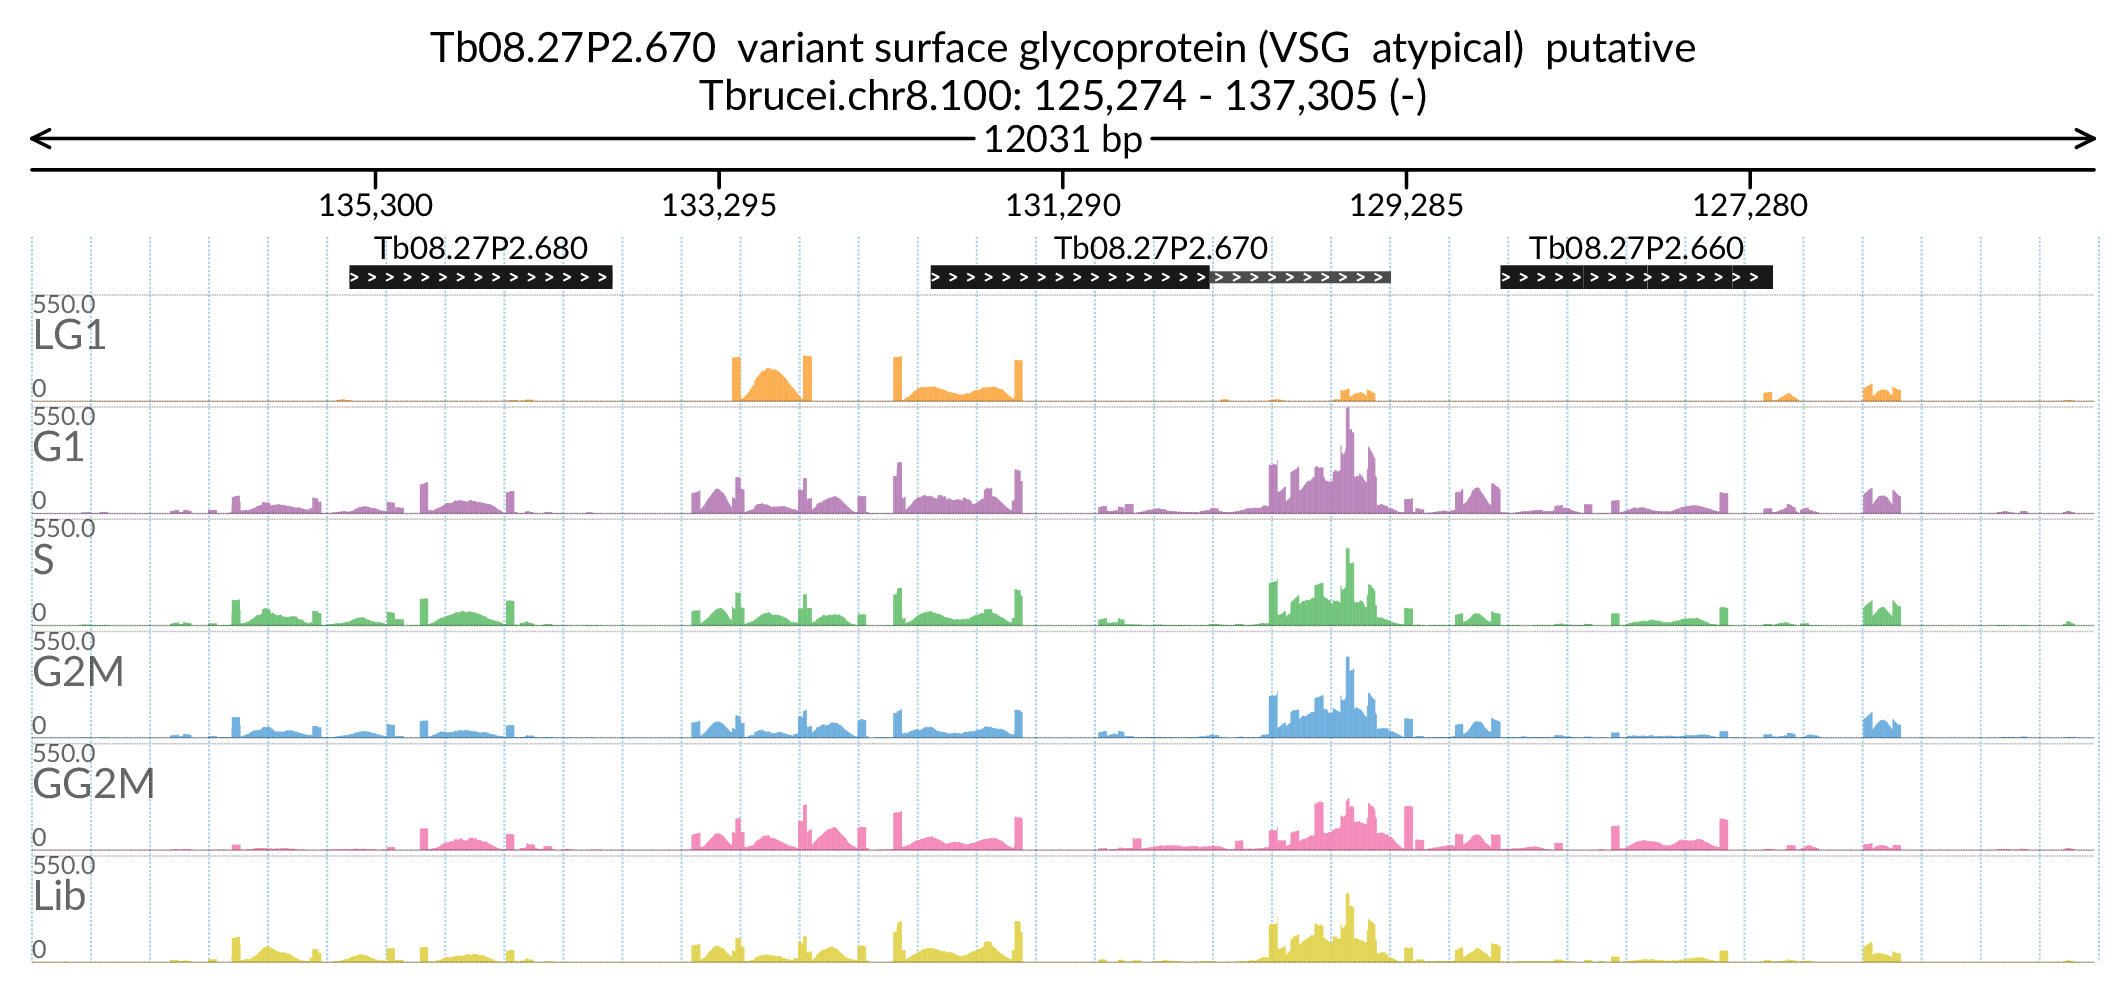 Tb08.27P2.670  variant surface glycoprotein (VSG  atypical)  putative
Tbrucei.chr8.100: 125,274 - 137,305 (-)
12031 bp
135,300 133,295 131,290 129,285 127,280
Tb08.27P2.680 Tb08.27P2.670 Tb08.27P2.660
550.0
LG1
0
550.0
G1
0
550.0
S
0
550.0
G2M
0
550.0
GG2M
0
550.0
Lib
0